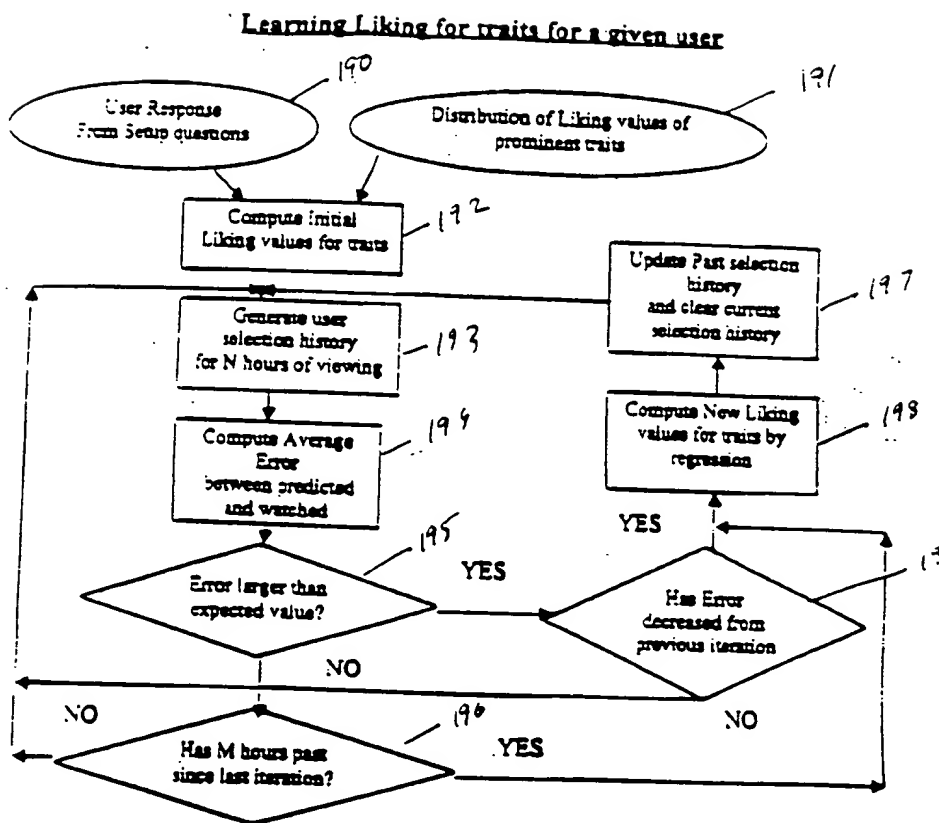 Learning Liking for traits for a given user
190
191
User Response
From Setup questions
Distribution of Liking values of
prominent traits
192
Compute Initial
Liking values for traits
Update Past selection
history
and clear current
selection history
197
Generate user
selection history
for N hours of viewing
193
Compute New Liking
values for traits by
regression
198
Compute Average
Error
between predicted
and watched
194
YES
195
YES
Error larger than
expected value?
Has Error
decreased from
previous iteration
NO
NO
NO
196
Has M hours past
since last iteration?
YES